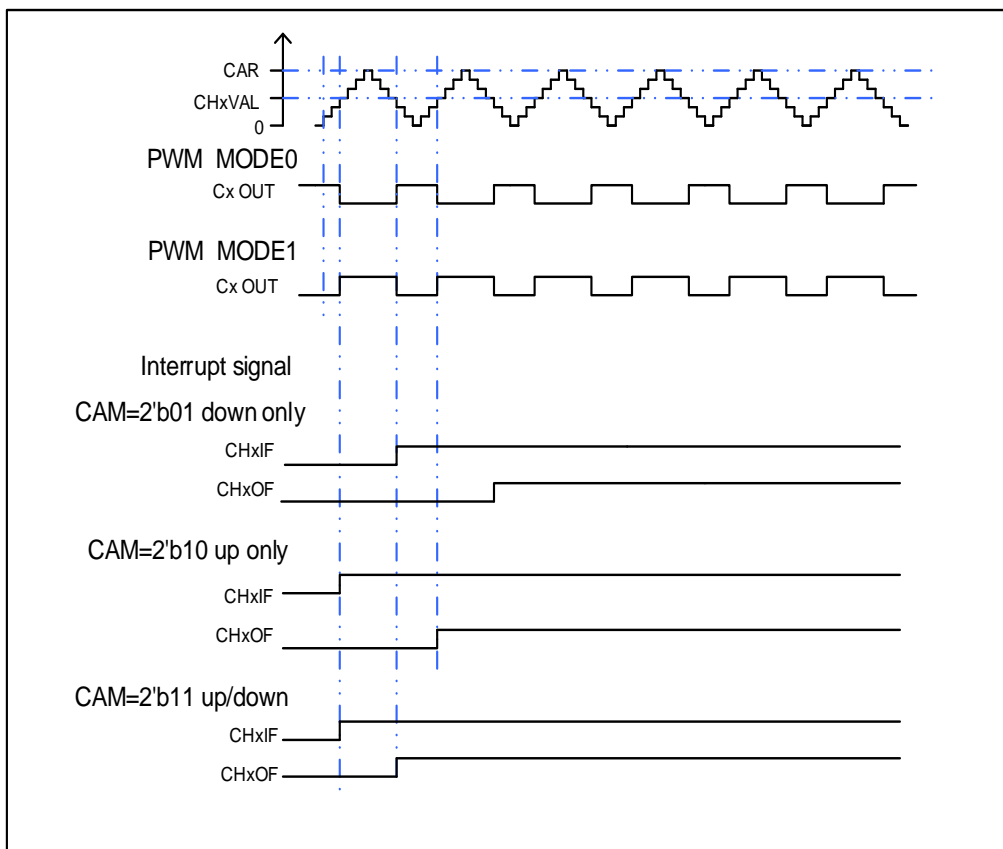 CAR
CHxVAL
0
PWM MODE0
Cx OUT
PWM MODE1
Cx OUT
Interrupt signal
CAM=2'b01 down only
CHxIF
CHxOF
CAM=2'b10 up only
CHxIF
CHxOF
CAM=2'b11 up/down
CHxIF
CHxOF